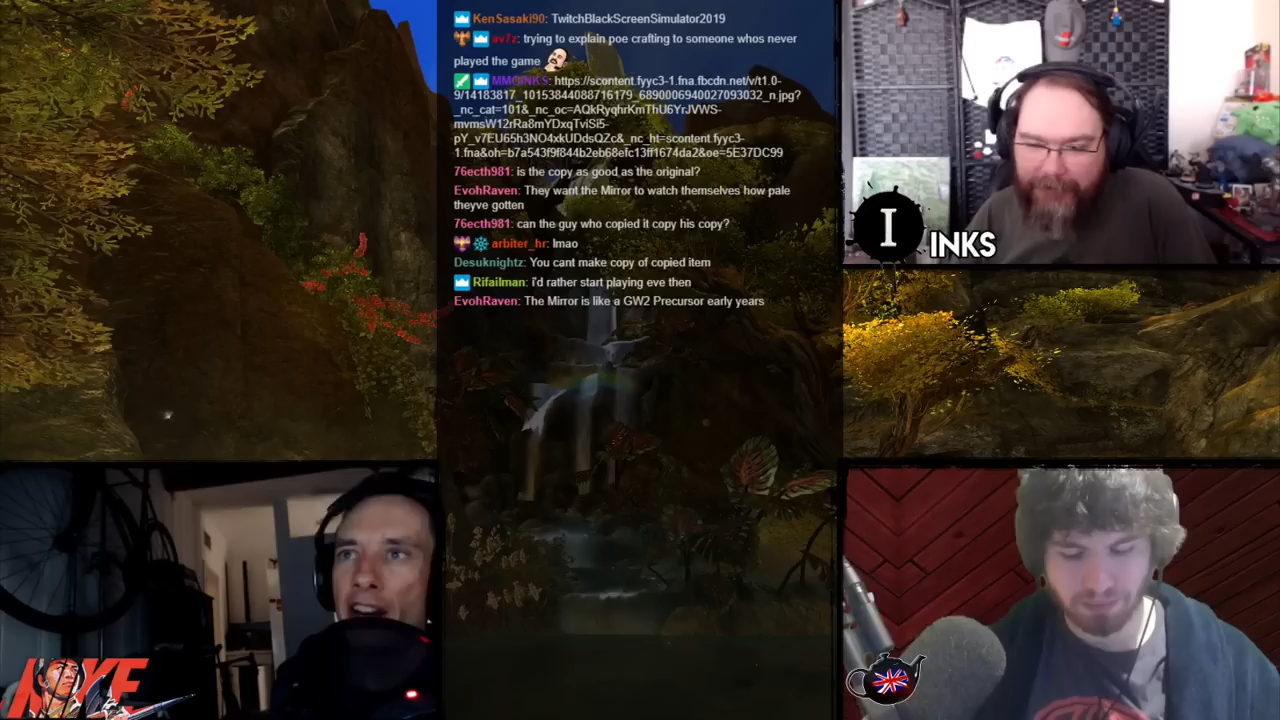 KenSasaki90: TwitchBlackScreenSimulator2019
av7z: trying to explain poe crafting to someone whos never
played the game
MMOINKS: https://scontent.fyyc3-1.fna.fbcdn.net/v/t1.0-
9/14183817_10153844088716179_6890006940027093032_n.jpg?
_nc_cat=101&_nc_oc=AQkRyqhrKmThU6YrJVWS-
mvmsW12rRa8mYDxqTviSi5-
pY_v7EU65h3NO4xkUDdsQZc&_nc_ht=scontent.fyyc3-
1.fna&oh=b7a543f9f844b2eb68efc13ff1674da2&oe=5E37DC99
76ecth981: is the copy as good as the original?
EvohRaven: They want the Mirror to watch themselves how pale
theyve gotten
76ecth981: can the guy who copied it copy his copy?
arbiter_hr: lmao
Desuknightz: You cant make copy of copied item
Rifailman: i'd rather start playing eve then
EvohRaven: The Mirror is like a GW2 Precursor early years
I INKS